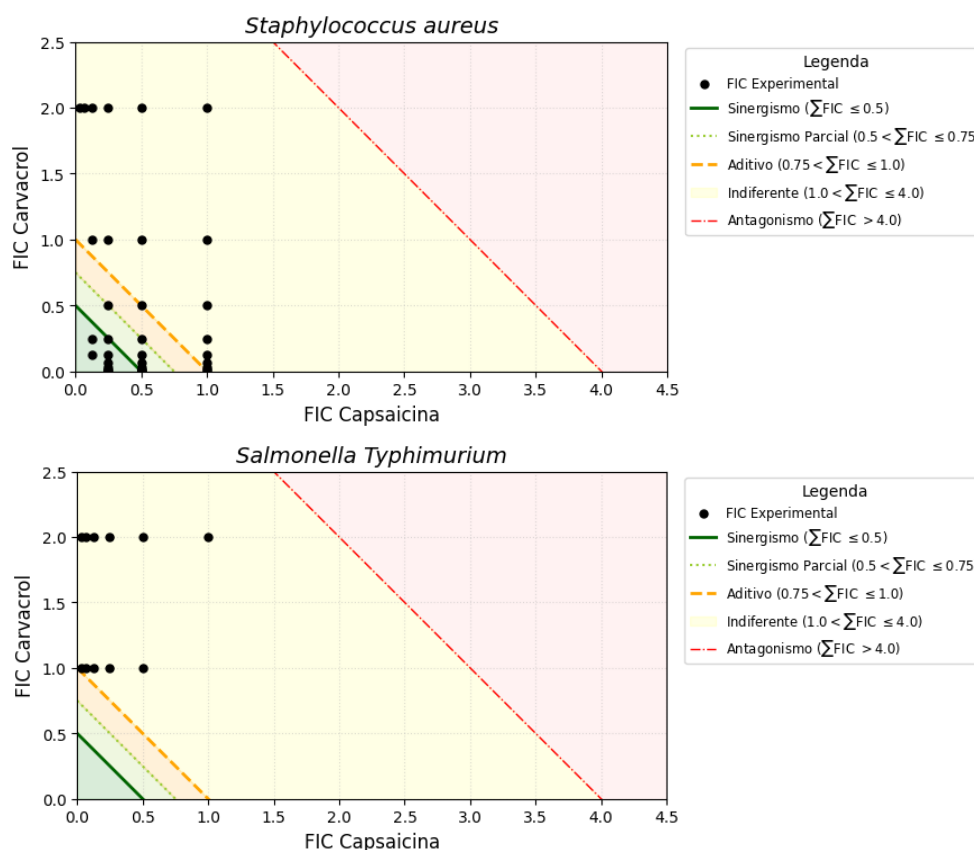 Staphylococcus aureus
2.5
2.0
1.5
1.0
0.5
0.0
FIC Carvacrol
0.0 0.5 1.0 1.5 2.0 2.5 3.0 3.5 4.0 4.5
FIC Capsaicina
Legenda
FIC Experimental
Sinergismo (∑FIC ≤ 0.5)
Sinergismo Parcial (0.5 < ∑FIC ≤ 0.75
Aditivo (0.75 < ∑FIC ≤ 1.0)
Indiferente (1.0 < ∑FIC ≤ 4.0)
Antagonismo (∑FIC > 4.0)
Salmonella Typhimurium
2.5
2.0
1.5
1.0
0.5
0.0
FIC Carvacrol
0.0 0.5 1.0 1.5 2.0 2.5 3.0 3.5 4.0 4.5
FIC Capsaicina
Legenda
FIC Experimental
Sinergismo (∑FIC ≤ 0.5)
Sinergismo Parcial (0.5 < ∑FIC ≤ 0.75
Aditivo (0.75 < ∑FIC ≤ 1.0)
Indiferente (1.0 < ∑FIC ≤ 4.0)
Antagonismo (∑FIC > 4.0)